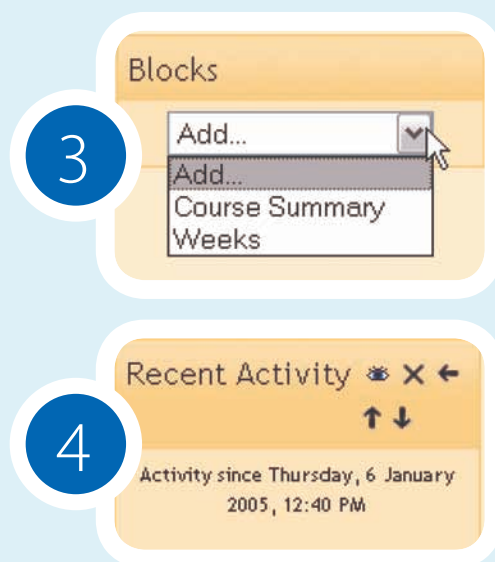 Blocks
3
Add...
Add...
Course Summary
Weeks
4
Recent Activity
Activity since Thursday, 6 January
2005, 12:40 PM